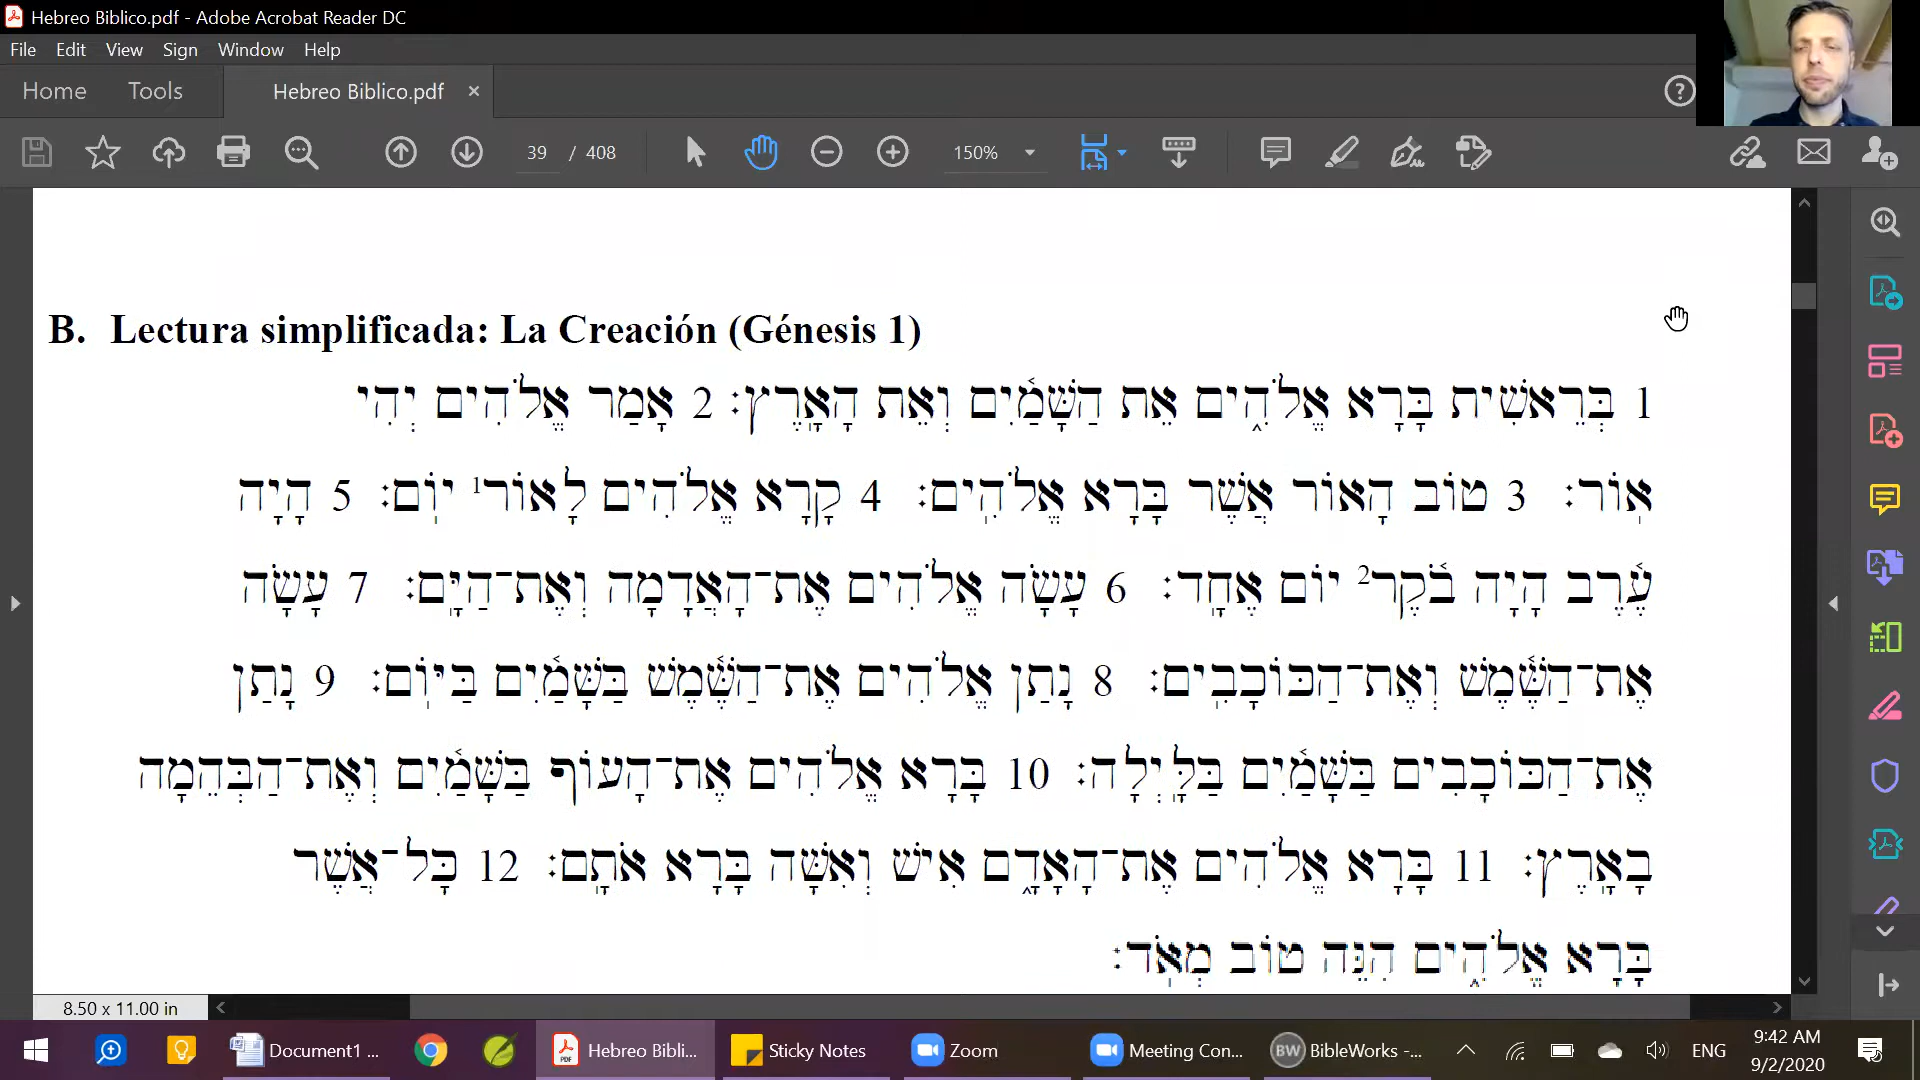 Hebreo Biblico.pdf - Adobe Acrobat Reader DC
File Edit View Sign Window Help
Home Tools Hebreo Biblico.pdf ×
39 / 408 150%
B. Lectura simplificada: La Creación (Génesis 1)
1 בְּרֵאשִׁית בָּרָא אֱלֹהִ֑ים אֵת הַשָּׁמַ֫יִם וְאֵת הָאָֽרֶץ׃ 2 אָמַר אֱלֹהִים יְהִי
אֽוֹר׃ 3 טוֹב הָאוֹר אֲשֶׁר בָּרָא אֱלֹהִֽים׃ 4 קָרָא אֱלֹהִים לָאוֹר¹ יֽוֹם׃ 5 הָיָה
עֶ֫רֶב הָיָה בֹ֫קֶר² יוֹם אֶחָֽד׃ 6 עָשָׂה אֱלֹהִים אֶת־הָאֲדָמָה וְאֶת־הַיָּֽם׃ 7 עָשָׂה
אֶת־הַשֶּׁ֫מֶשׁ וְאֶת־הַכּוֹכָבִֽים׃ 8 נָתַן אֱלֹהִים אֶת־הַשֶּׁ֫מֶשׁ בַּשָּׁמַ֫יִם בַּיּֽוֹם׃ 9 נָתַן
אֶת־הַכּוֹכָבִים בַּשָּׁמַ֫יִם בַּלָּֽיְלָה׃ 10 בָּרָא אֱלֹהִים אֶת־הָעוֹף בַּשָּׁמַ֫יִם וְאֶת־הַבְּהֵמָה
בָאָֽרֶץ׃ 11 בָּרָא אֱלֹהִים אֶת־הָאָדָ֑ם אִישׁ וְאִשָּׁה בָּרָא אֹתָֽם׃ 12 כָּל־אֲשֶׁר
בָּרָא אֱלֹהִ֑ים הִנֵּה טוֹב מְאֹֽד׃
8.50 x 11.00 in
Document1 ... Hebreo Bibli... Sticky Notes Zoom Meeting Con... BW BibleWorks -... ENG 9:42 AM
9/2/2020